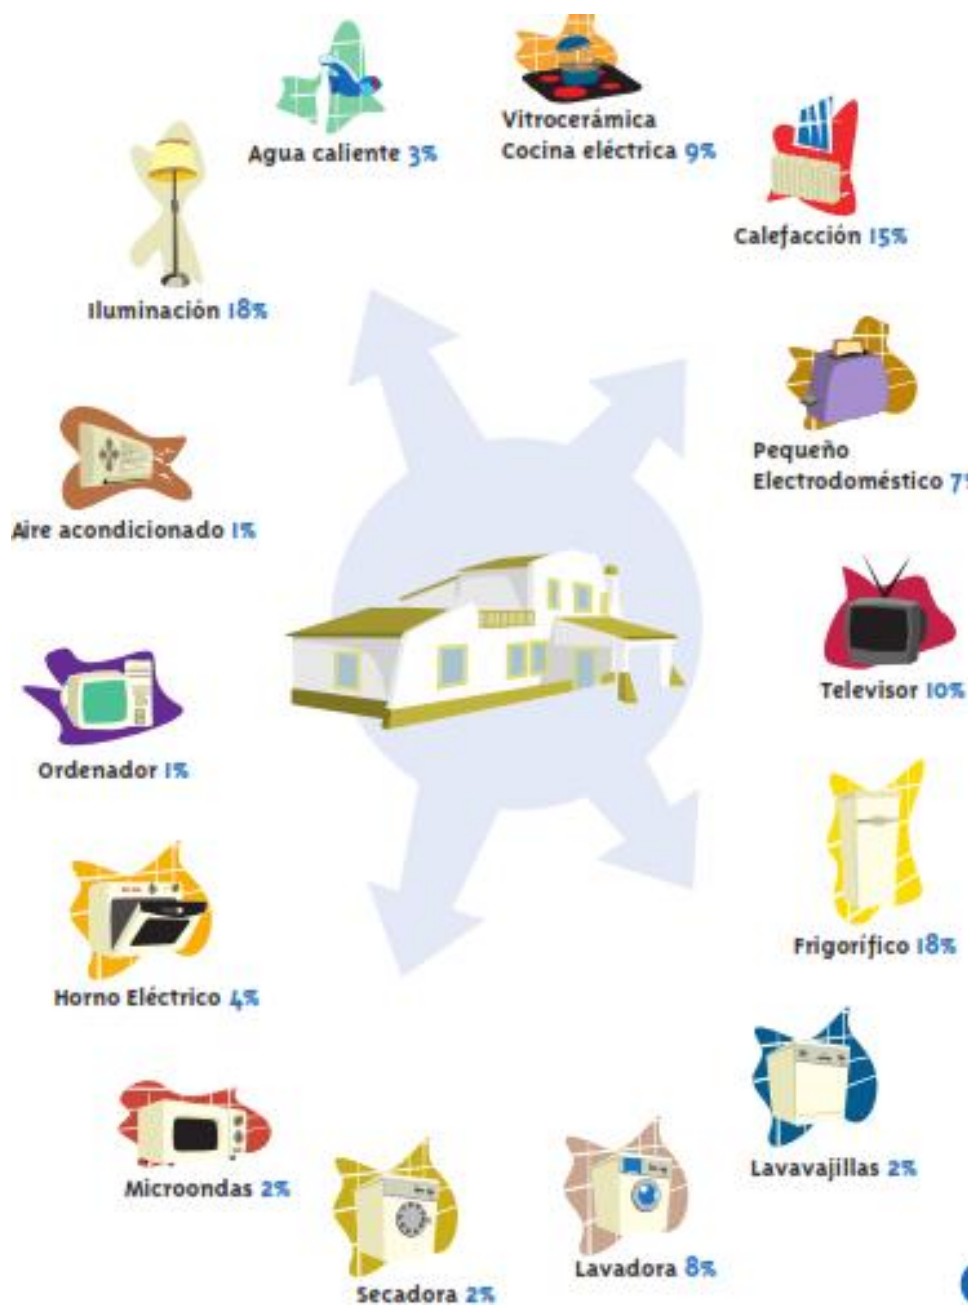 Agua caliente 3%
Vitrocerámica
Cocina eléctrica 9%
Calefacción 15%
Iluminación 18%
Pequeño
Electrodoméstico 7%
Aire acondicionado 1%
Televisor 10%
Ordenador 1%
Frigorífico 18%
Horno Eléctrico 4%
Lavavajillas 2%
Microondas 2%
Lavadora 8%
Secadora 2%